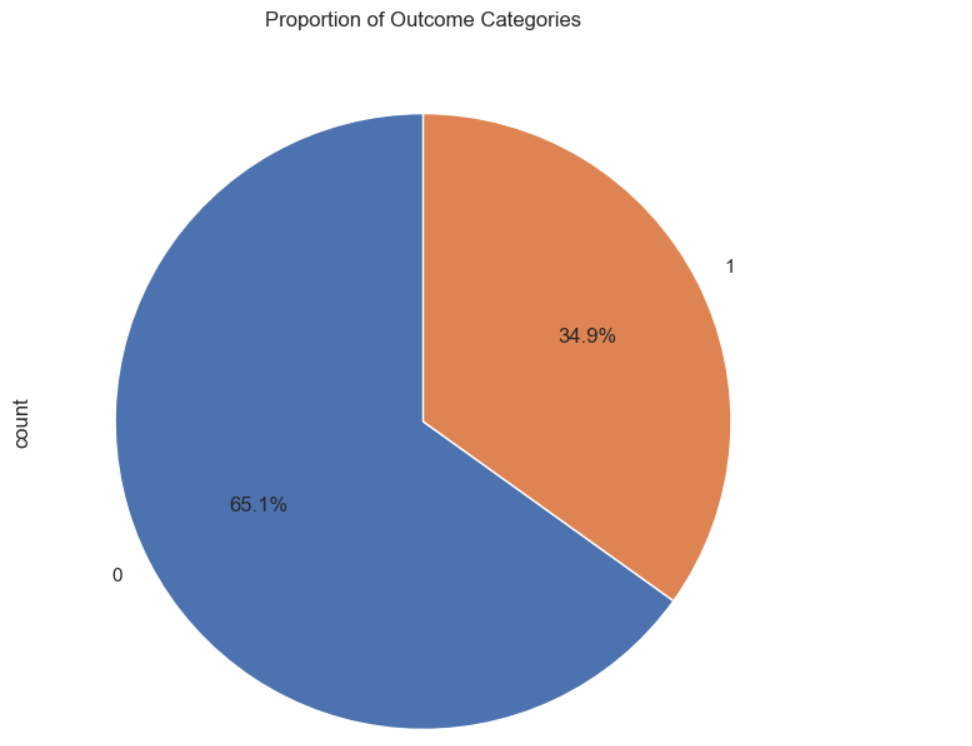 Proportion of Outcome Categories
1
34.9%
count
65.1%
0